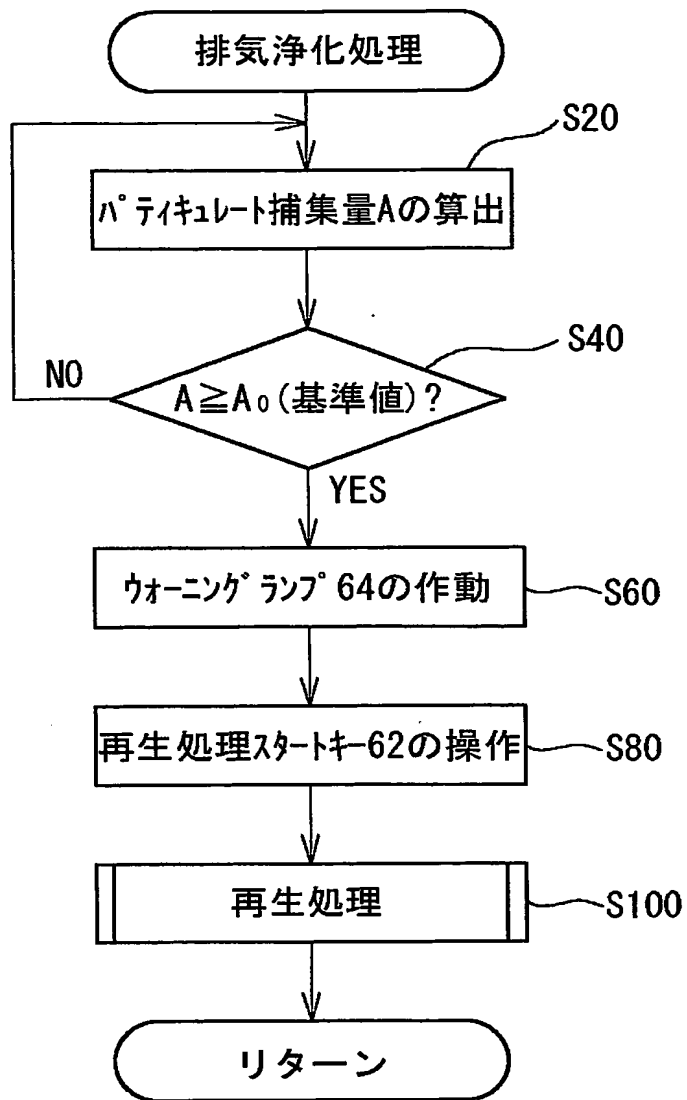 排気浄化処理
S20
ﾊﾟﾃｨｷｭﾚｰﾄ捕集量Aの算出
S40
NO
A≧A₀(基準値)?
YES
ｳｫｰﾆﾝｸﾞﾗﾝﾌﾟ64の作動
S60
再生処理ｽﾀｰﾄｷｰ62の操作
S80
再生処理
S100
リターン